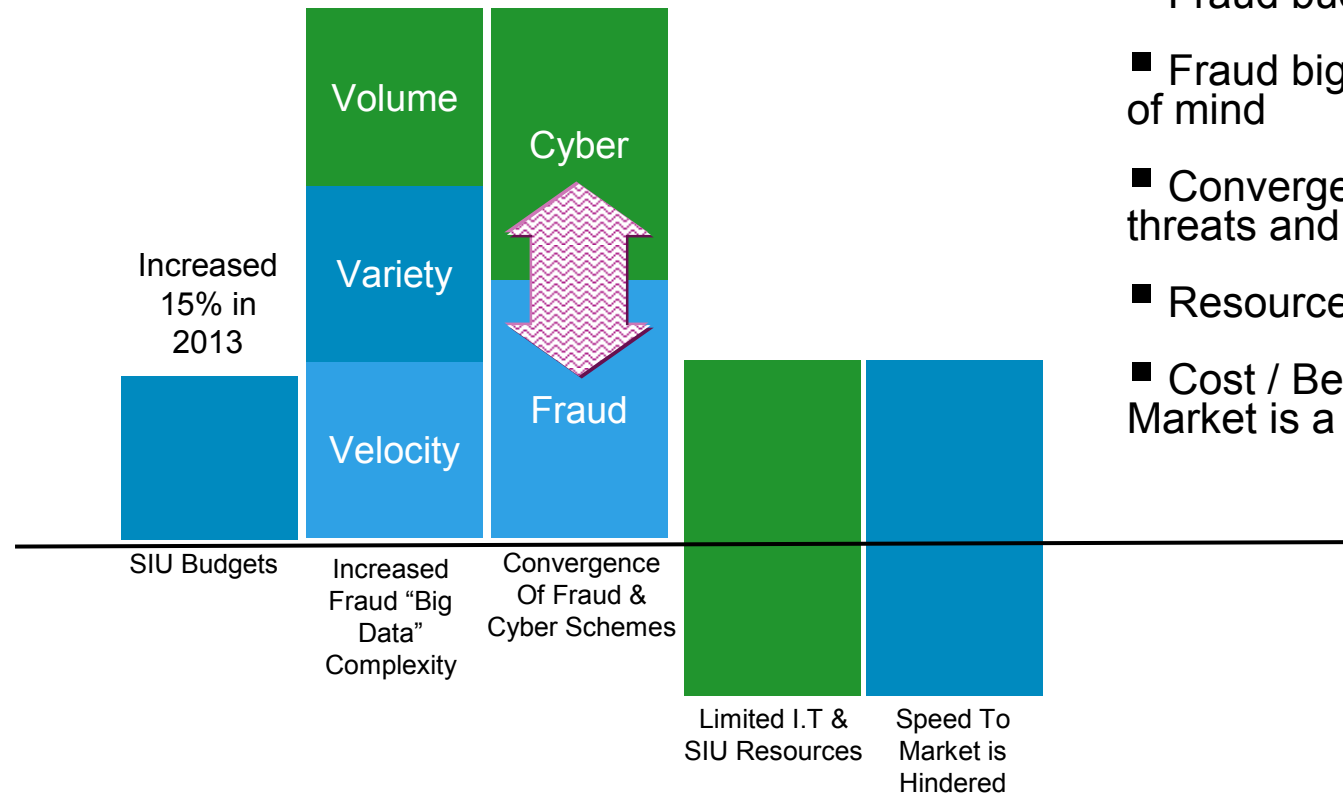 Fraud
■ Fraud big
of mind
■ Converge
threats and
■ Resource
■ Cost / Be
Market is a
Volume
Cyber
Variety
Increased
15% in
2013
Fraud
Velocity
SIU Budgets
Increased
Fraud “Big
Data”
Complexity
Convergence
Of Fraud &
Cyber Schemes
Limited I.T &
SIU Resources
Speed To
Market is
Hindered